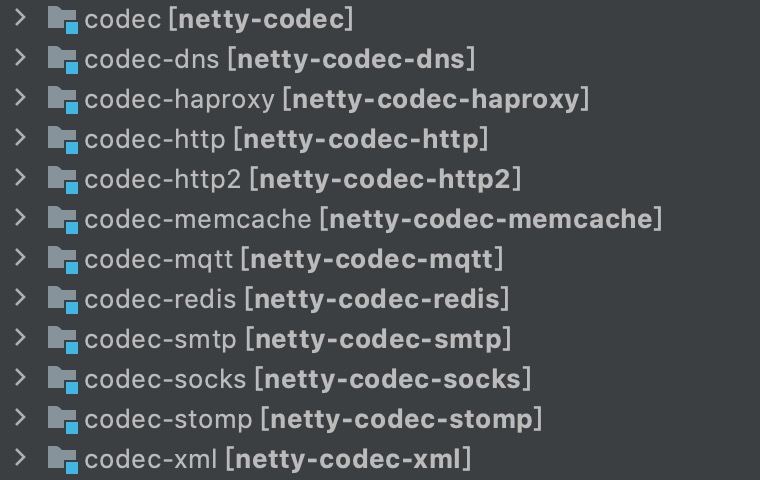 codec [netty-codec]
codec-dns [netty-codec-dns]
codec-haproxy [netty-codec-haproxy]
codec-http [netty-codec-http]
codec-http2 [netty-codec-http2]
codec-memcache [netty-codec-memcache]
codec-mqtt [netty-codec-mqtt]
codec-redis [netty-codec-redis]
codec-smtp [netty-codec-smtp]
codec-socks [netty-codec-socks]
codec-stomp [netty-codec-stomp]
codec-xml [netty-codec-xml]